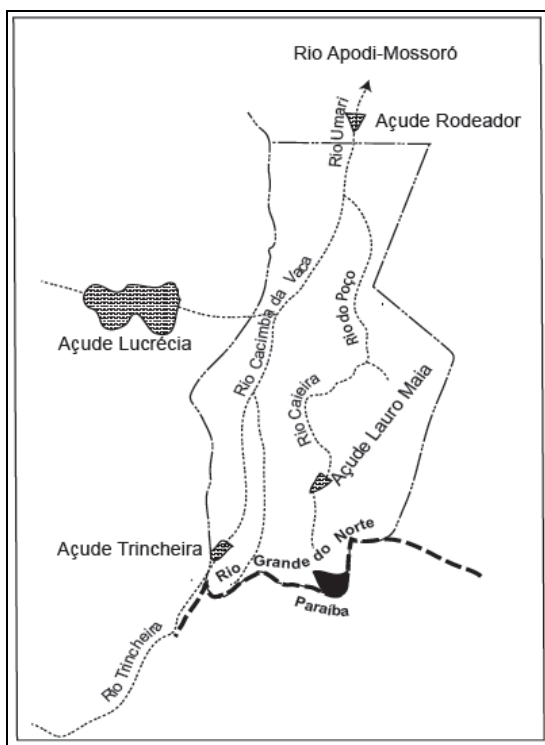 Rio Apodi-Mossoró
Açude Rodeador
Rio Umari
Rio Cacimba da Vaca
Rio do Poço
Açude Lucrécia
Rio Caieira
Açude Lauro Maia
Açude Trincheira
Rio Grande do Norte
Paraíba
Rio Trincheira